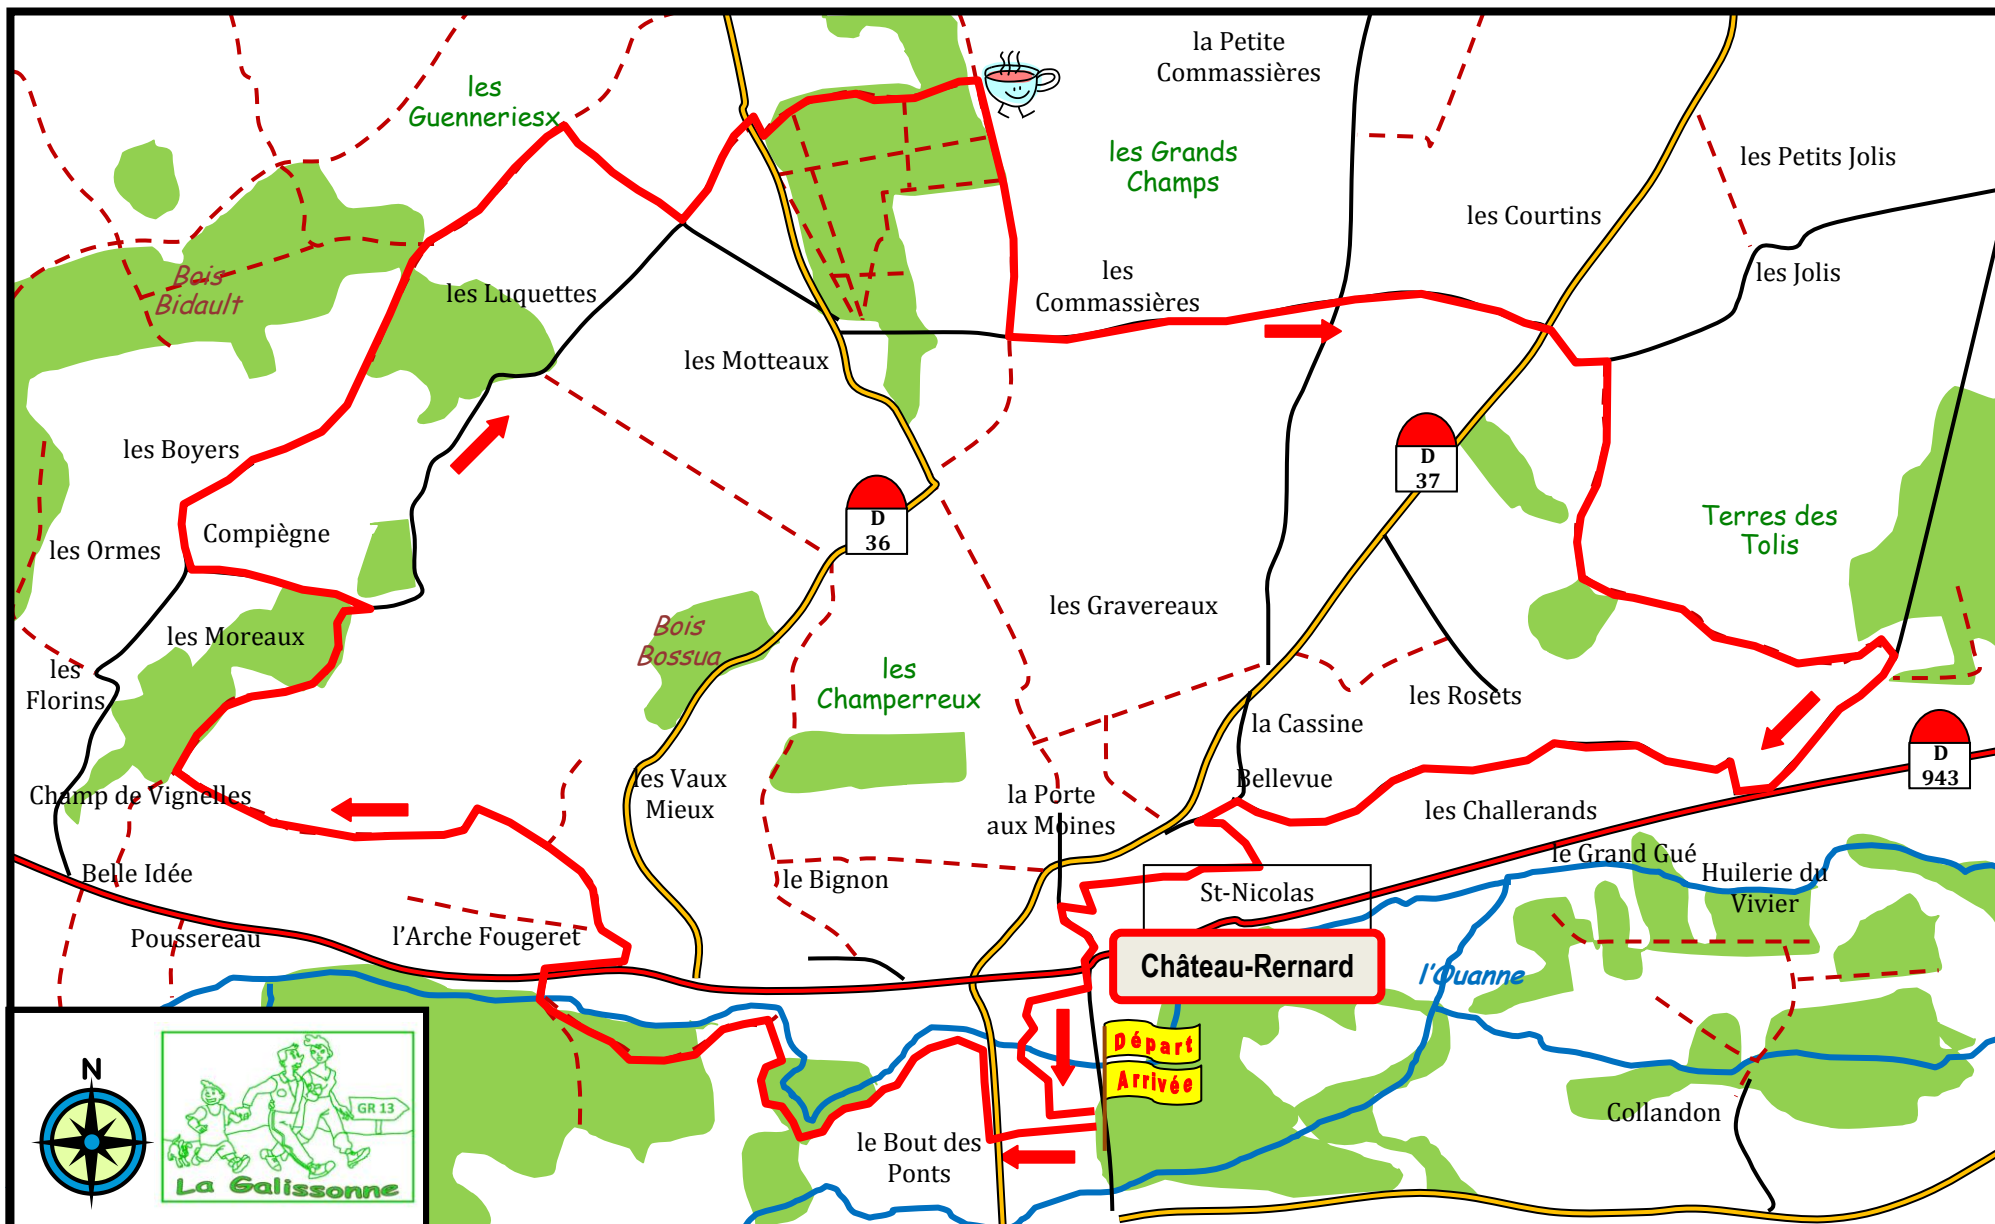 la Petite
Commassières
les
Guenneriesx
les Grands
Champs
les Petits Jolis
les Courtins
les Jolis
Bois
Bidault
les Luquettes
les
Commassières
les Motteaux
les Boyers
D
37
Compiègne
les Ormes
D
36
Terres des
Tolis
les Gravereaux
les Moreaux
Bois
Bossua
les
Florins
les
Champerreux
les Rosets
la Cassine
D
943
les Vaux
Mieux
Bellevue
Champ de Vignelles
la Porte
aux Moines
les Challerands
le Grand Gué
Belle Idée
le Bignon
St-Nicolas
Huilerie du
Vivier
Poussereau
l'Arche Fougeret
Château-Rernard
l'Ouanne
Départ
Arrivée
N
GR 13
La Galissonne
le Bout des
Ponts
Collandon